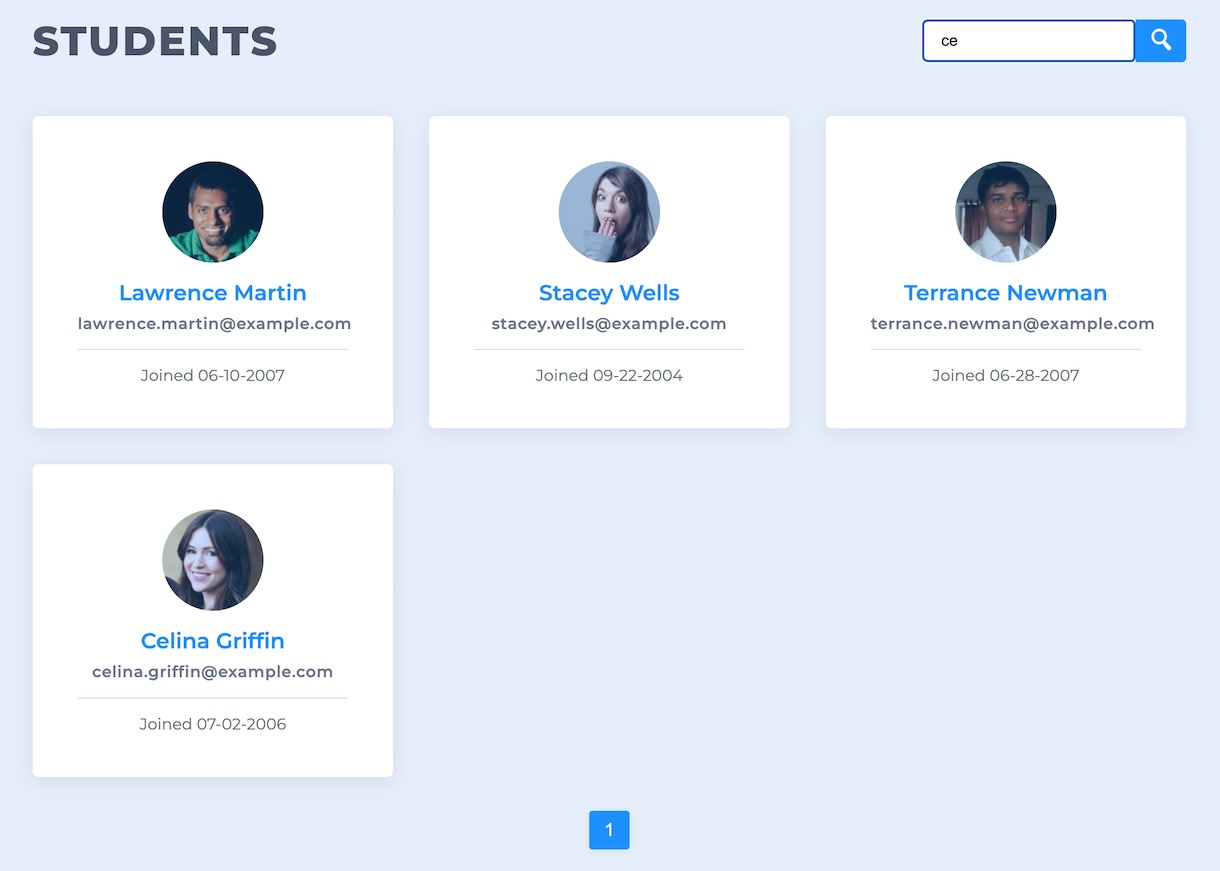 STUDENTS
ce
Lawrence Martin
lawrence.martin@example.com
Joined 06-10-2007
Stacey Wells
stacey.wells@example.com
Joined 09-22-2004
Terrance Newman
terrance.newman@example.com
Joined 06-28-2007
Celina Griffin
celina.griffin@example.com
Joined 07-02-2006
1